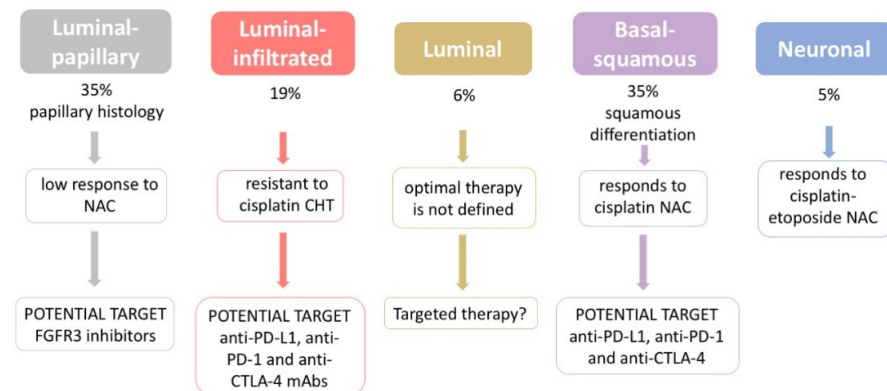 Luminal-
papillary
35%
papillary histology
low response to
NAC
POTENTIAL TARGET
FGFR3 inhibitors
Luminal-
infiltrated
19%
resistant to
cisplatin CHT
POTENTIAL TARGET
anti-PD-L1, anti-
PD-1 and anti-
CTLA-4 mAbs
Luminal
6%
optimal therapy
is not defined
Targeted therapy?
Basal-
squamous
35%
squamous
differentiation
responds to
cisplatin NAC
POTENTIAL TARGET
anti-PD-L1, anti-PD-1
and anti-CTLA-4
Neuronal
5%
responds to
cisplatin-
etoposide NAC